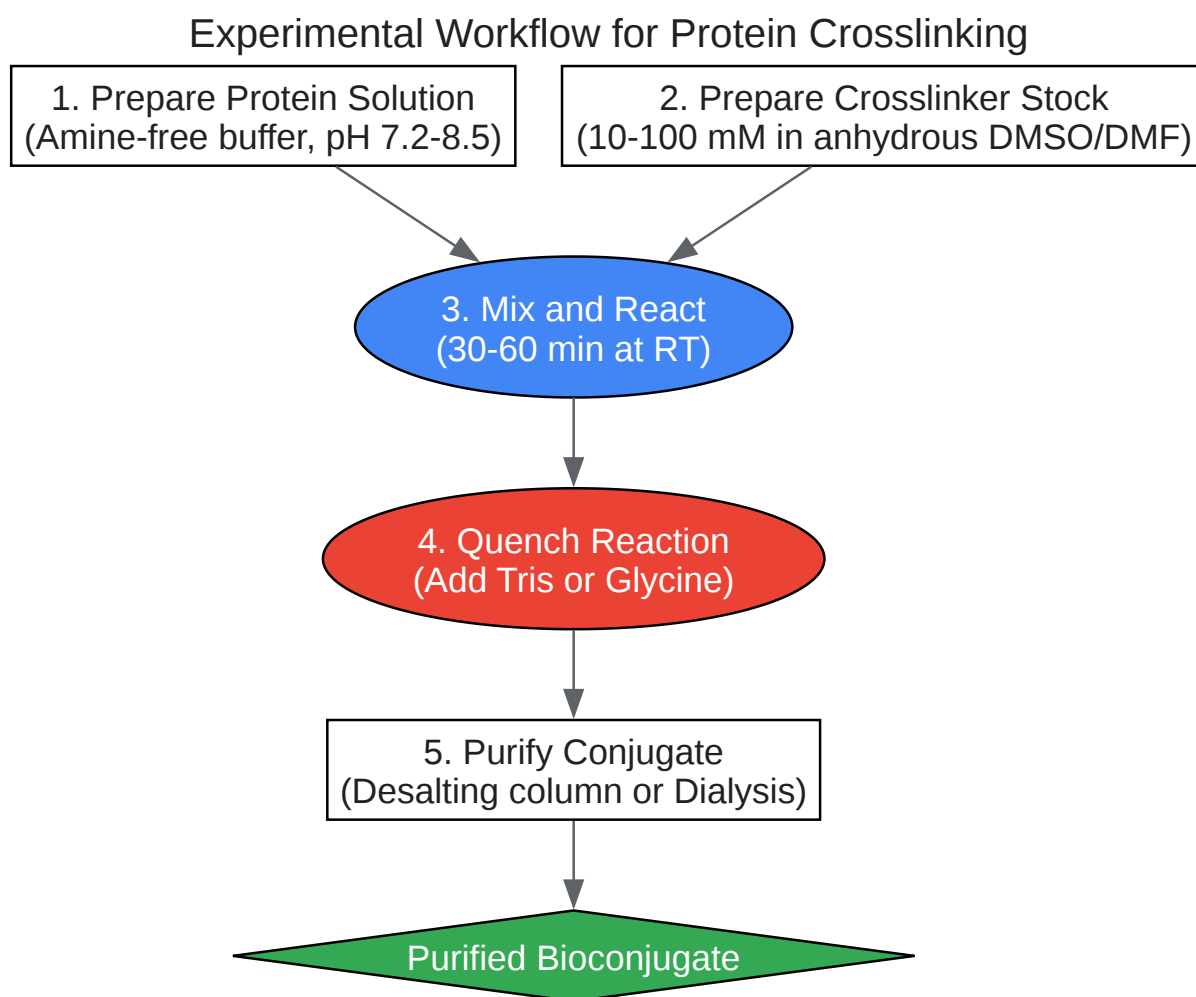 Experimental Workflow for Protein Crosslinking
1. Prepare Protein Solution
(Amine-free buffer, pH 7.2-8.5)
2. Prepare Crosslinker Stock
(10-100 mM in anhydrous DMSO/DMF)
3. Mix and React
(30-60 min at RT)
4. Quench Reaction
(Add Tris or Glycine)
5. Purify Conjugate
(Desalting column or Dialysis)
Purified Bioconjugate